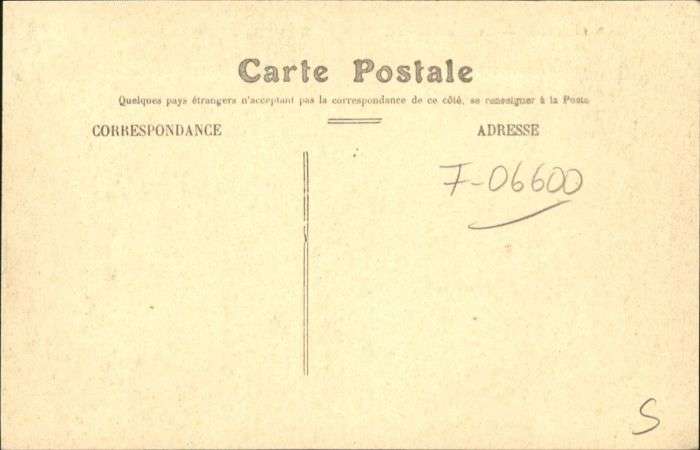 Carte Postale
Quelques pays étrangers n'acceptant pas la correspondance de ce côté, se renseigner à la Poste
CORRESPONDANCE
ADRESSE
F-06600
S